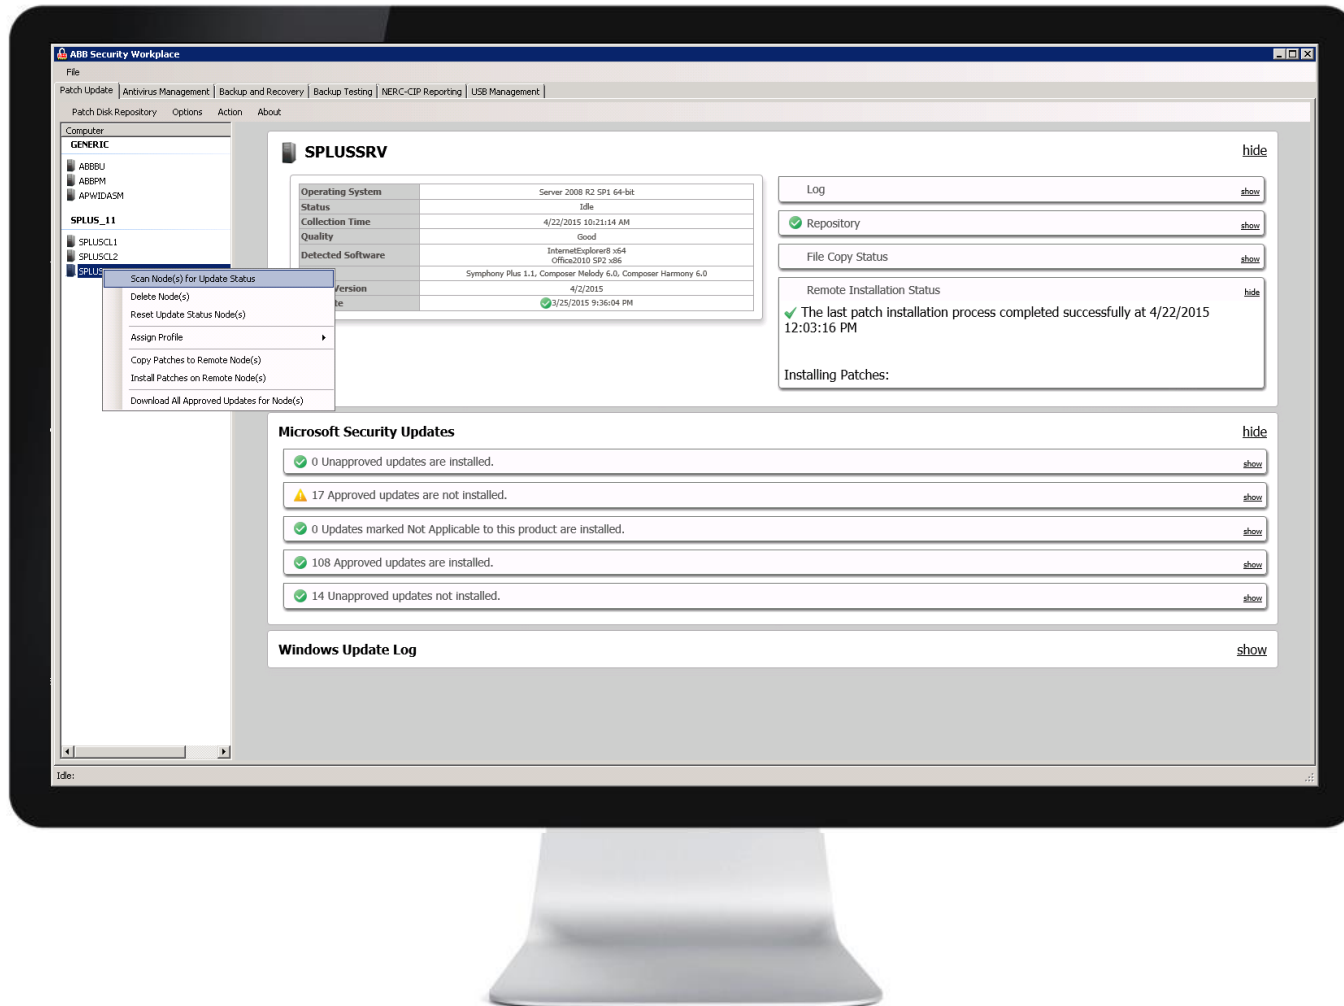 ABB Security Workplace
File
Patch Update Antivirus Management Backup and Recovery Backup Testing NERC-CIP Reporting USB Management
Patch Disk Repository Options Action About
Computer
GENERIC
ABBBU
ABBPM
APWIDASM
SPLUS_11
SPLUSCL1
SPLUSCL2
SPLUS
Scan Node(s) for Update Status
Delete Node(s)
Reset Update Status Node(s)
Assign Profile
Copy Patches to Remote Node(s)
Install Patches on Remote Node(s)
Download All Approved Updates for Node(s)
SPLUSSRV hide
Operating System Server 2008 R2 SP1 64-bit
Status Idle
Collection Time 4/22/2015 10:21:14 AM
Quality Good
Detected Software InternetExplorer8 x64
Office2010 SP2 x86
Symphony Plus 1.1, Composer Melody 6.0, Composer Harmony 6.0
Version 4/2/2015
te 3/25/2015 9:36:04 PM
Log show
Repository show
File Copy Status show
Remote Installation Status hide
The last patch installation process completed successfully at 4/22/2015
12:03:16 PM
Installing Patches:
Microsoft Security Updates hide
0 Unapproved updates are installed. show
17 Approved updates are not installed. show
0 Updates marked Not Applicable to this product are installed. show
108 Approved updates are installed. show
14 Unapproved updates not installed. show
Windows Update Log show
Idle: